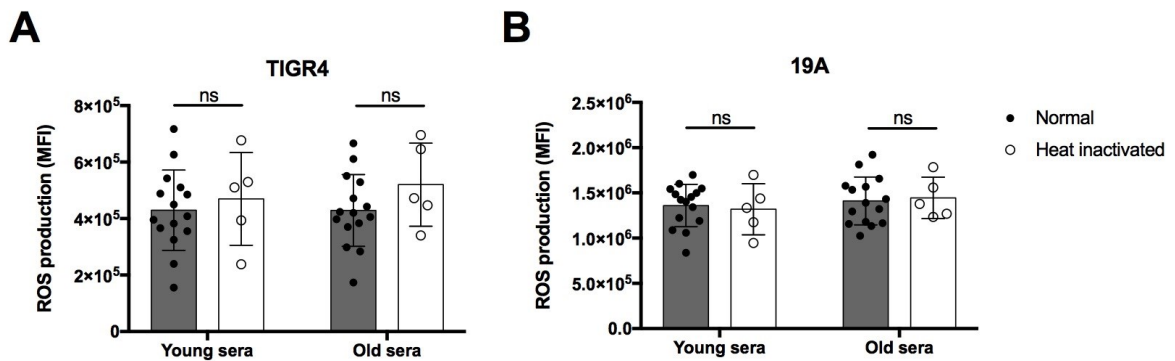 A
TIGR4
ROS production (MFI)
8×10⁵
6×10⁵
4×10⁵
2×10⁵
0
ns
ns
Young sera
Old sera
B
19A
ROS production (MFI)
2.5×10⁶
2.0×10⁶
1.5×10⁶
1.0×10⁶
5.0×10⁵
0.0
ns
ns
Young sera
Old sera
Normal
Heat inactivated